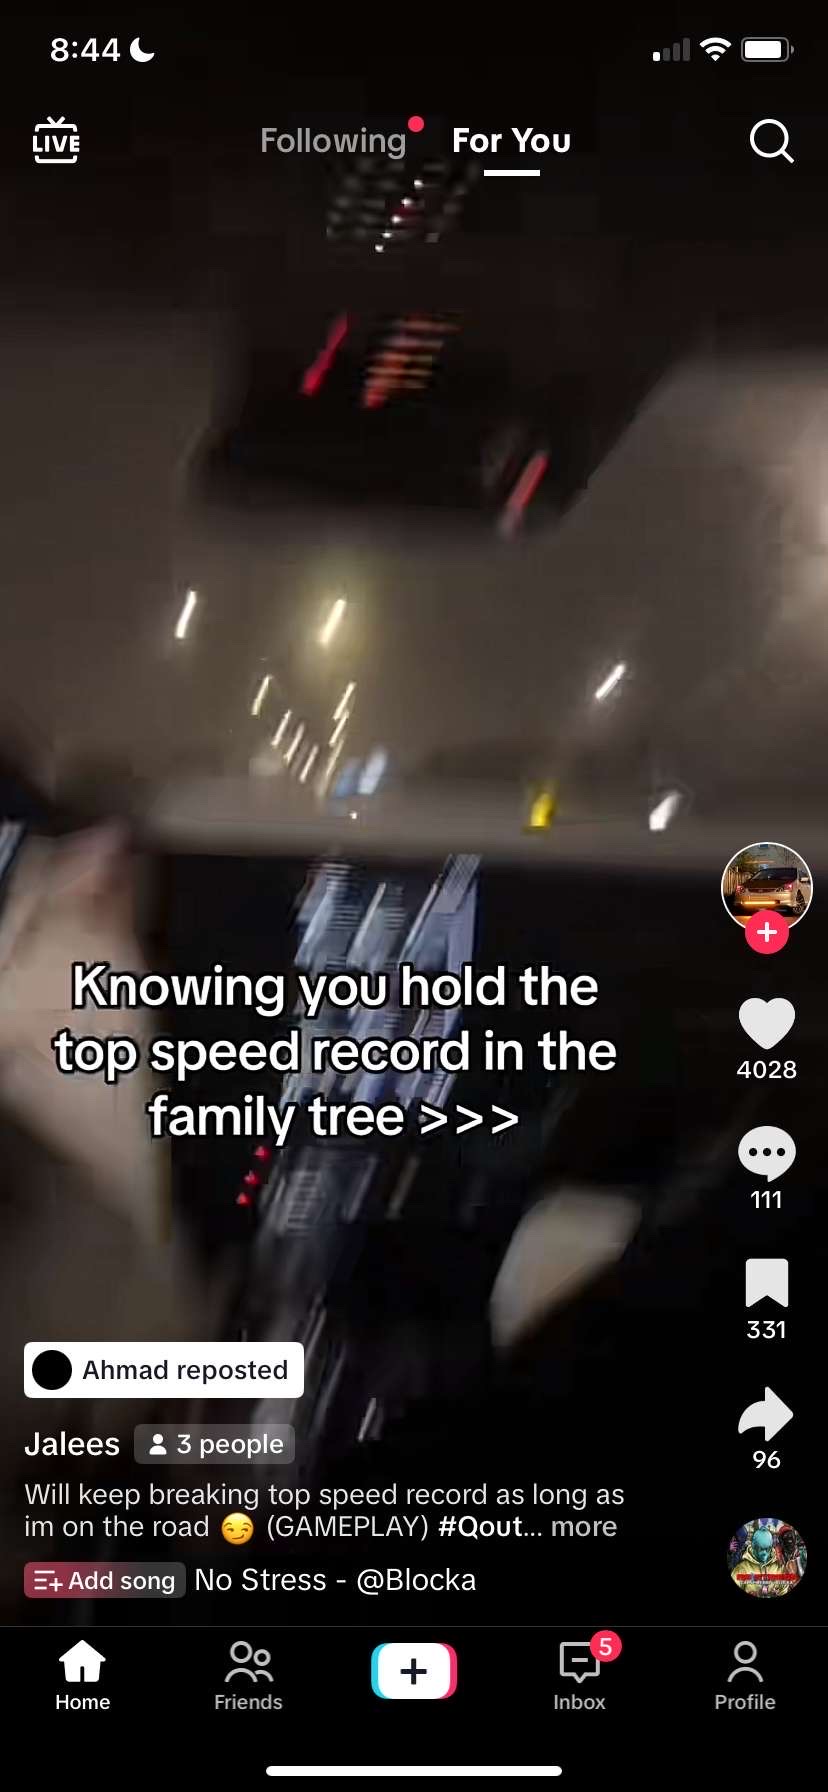 8:44
LIVE
Following
For You
Knowing you hold the
top speed record in the
family tree >>>
4028
111
331
96
Ahmad reposted
Jales 3 people
Will keep breaking top speed record as long as
im on the road 😏 (GAMEPLAY) #Qout... more
Add song No Stress - @Blocka
Home
Friends
5
Inbox
Profile